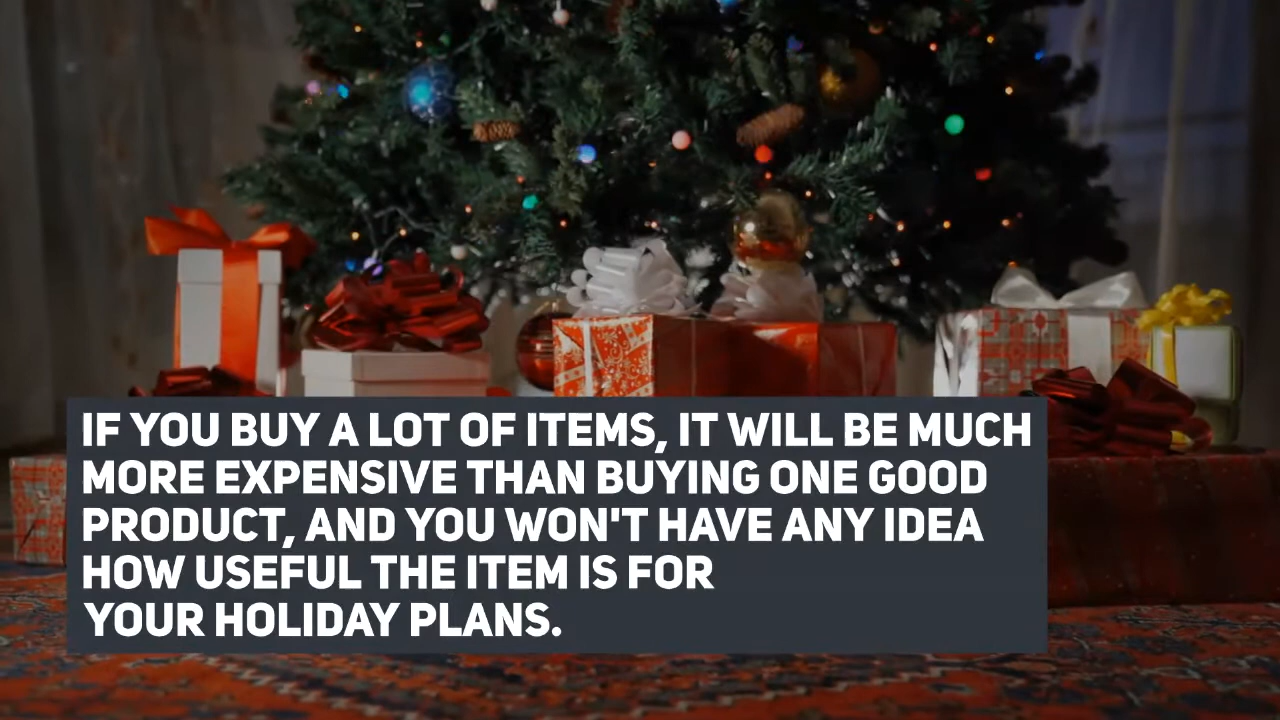 IF YOU BUY A LOT OF ITEMS, IT WILL BE MUCH
MORE EXPENSIVE THAN BUYING ONE GOOD
PRODUCT, AND YOU WON'T HAVE ANY IDEA
HOW USEFUL THE ITEM IS FOR
YOUR HOLIDAY PLANS.